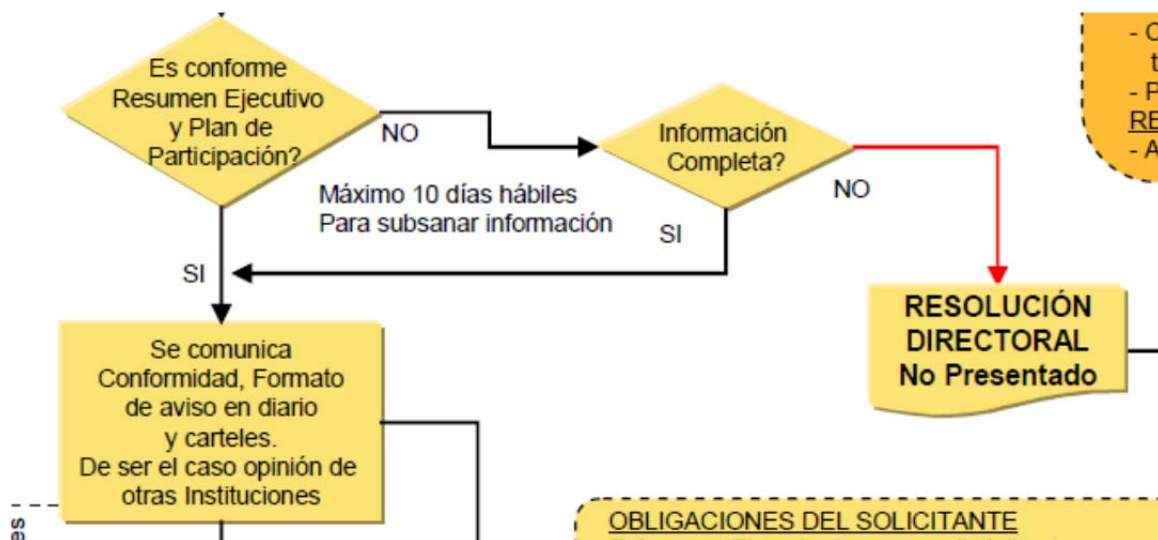 Es conforme
Resumen Ejecutivo
y Plan de
Participación?
NO
Información
Completa?
NO
Máximo 10 días hábiles
Para subsanar información
SI
SI
RESOLUCIÓN
DIRECTORAL
No Presentado
Se comunica
Conformidad, Formato
de aviso en diario
y carteles.
De ser el caso opinión de
otras Instituciones
OBLIGACIONES DEL SOLICITANTE